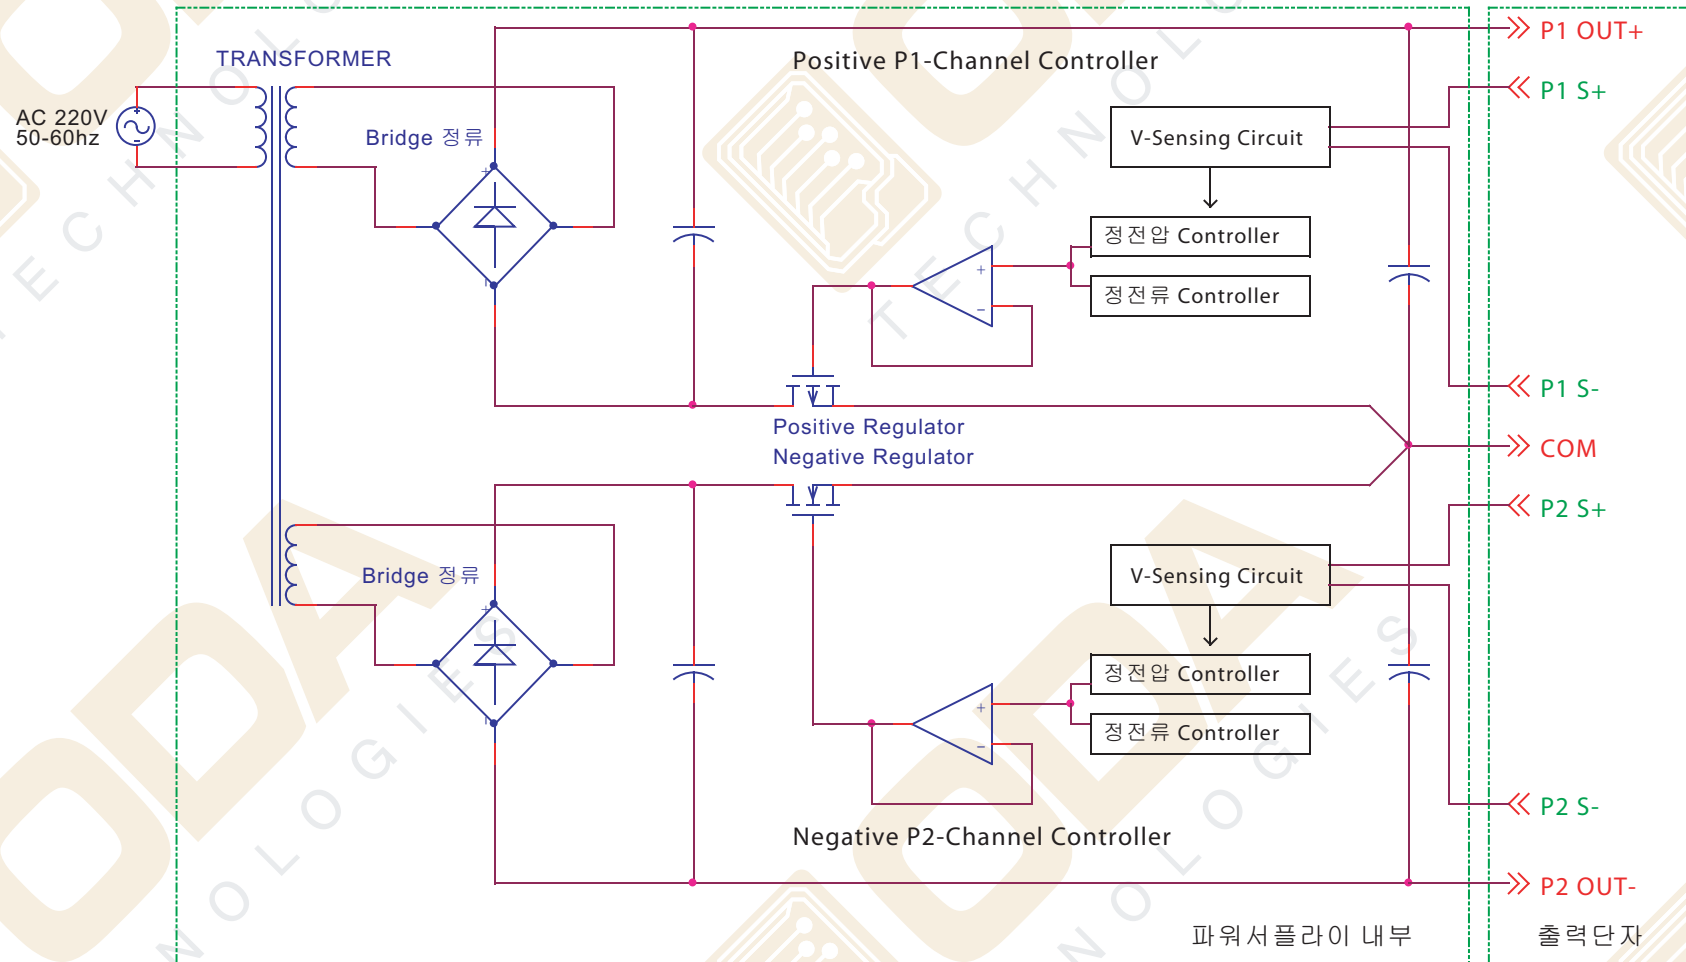 P1 OUT+
TRANSFORMER
Positive P1-Channel Controller
P1 S+
AC 220V
50-60hz
Bridge 정류
V-Sensing Circuit
정전압 Controller
정전류 Controller
P1 S-
Positive Regulator
Negative Regulator
COM
P2 S+
Bridge 정류
V-Sensing Circuit
정전압 Controller
정전류 Controller
P2 S-
Negative P2-Channel Controller
P2 OUT-
파워서플라이 내부
출력단자
ODA
TECHNOLOGIES